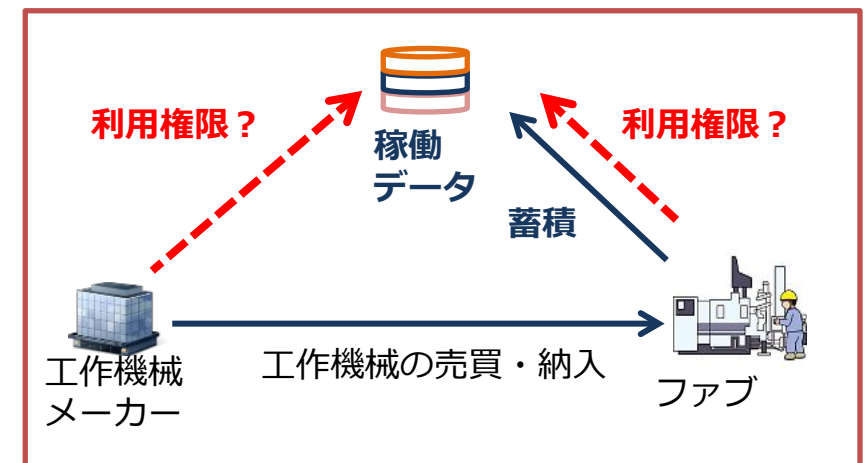 利用権限？
利用権限？
稼働
データ
蓄積
工作機械の売買・納入
工作機械
メーカー
ファブ